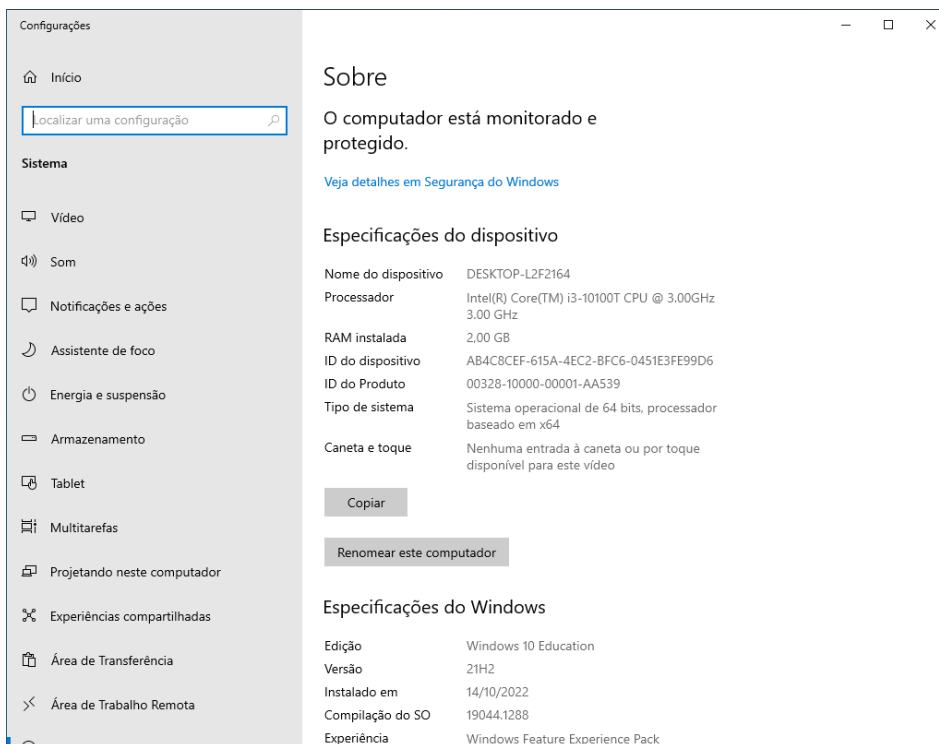 Configurações
Início
Localizar uma configuração
Sistema
Vídeo
Som
Notificações e ações
Assistente de foco
Energia e suspensão
Armazenamento
Tablet
Multitarefas
Projetando neste computador
Experiências compartilhadas
Área de Transferência
Área de Trabalho Remota
Sobre
O computador está monitorado e
protegido.
Veja detalhes em Segurança do Windows
Especificações do dispositivo
Nome do dispositivo DESKTOP-L2F2164
Processador Intel(R) Core(TM) i3-10100T CPU @ 3.00GHz
3.00 GHz
RAM instalada 2,00 GB
ID do dispositivo AB4C8CEF-615A-4EC2-BFC6-0451E3FE99D6
ID do Produto 00328-10000-00001-AA539
Tipo de sistema Sistema operacional de 64 bits, processador
baseado em x64
Caneta e toque Nenhuma entrada à caneta ou por toque
disponível para este vídeo
Copiar
Renomear este computador
Especificações do Windows
Edição Windows 10 Education
Versão 21H2
Instalado em 14/10/2022
Compilação do SO 19044.1288
Experiência Windows Feature Experience Pack